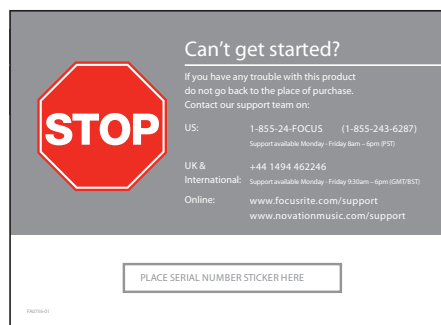 STOP
Can't get started?
If you have any trouble with this product
do not go back to the place of purchase.
Contact our support team on:
US: 1-855-24-FOCUS (1-855-243-6287)
Support available Monday - Friday 8am – 6pm (PST)
UK & +44 1494 462246
International: Support available Monday - Friday 9:30am – 6pm (GMT/BST)
Online: www.focusrite.com/support
www.novationmusic.com/support
PLACE SERIAL NUMBER STICKER HERE